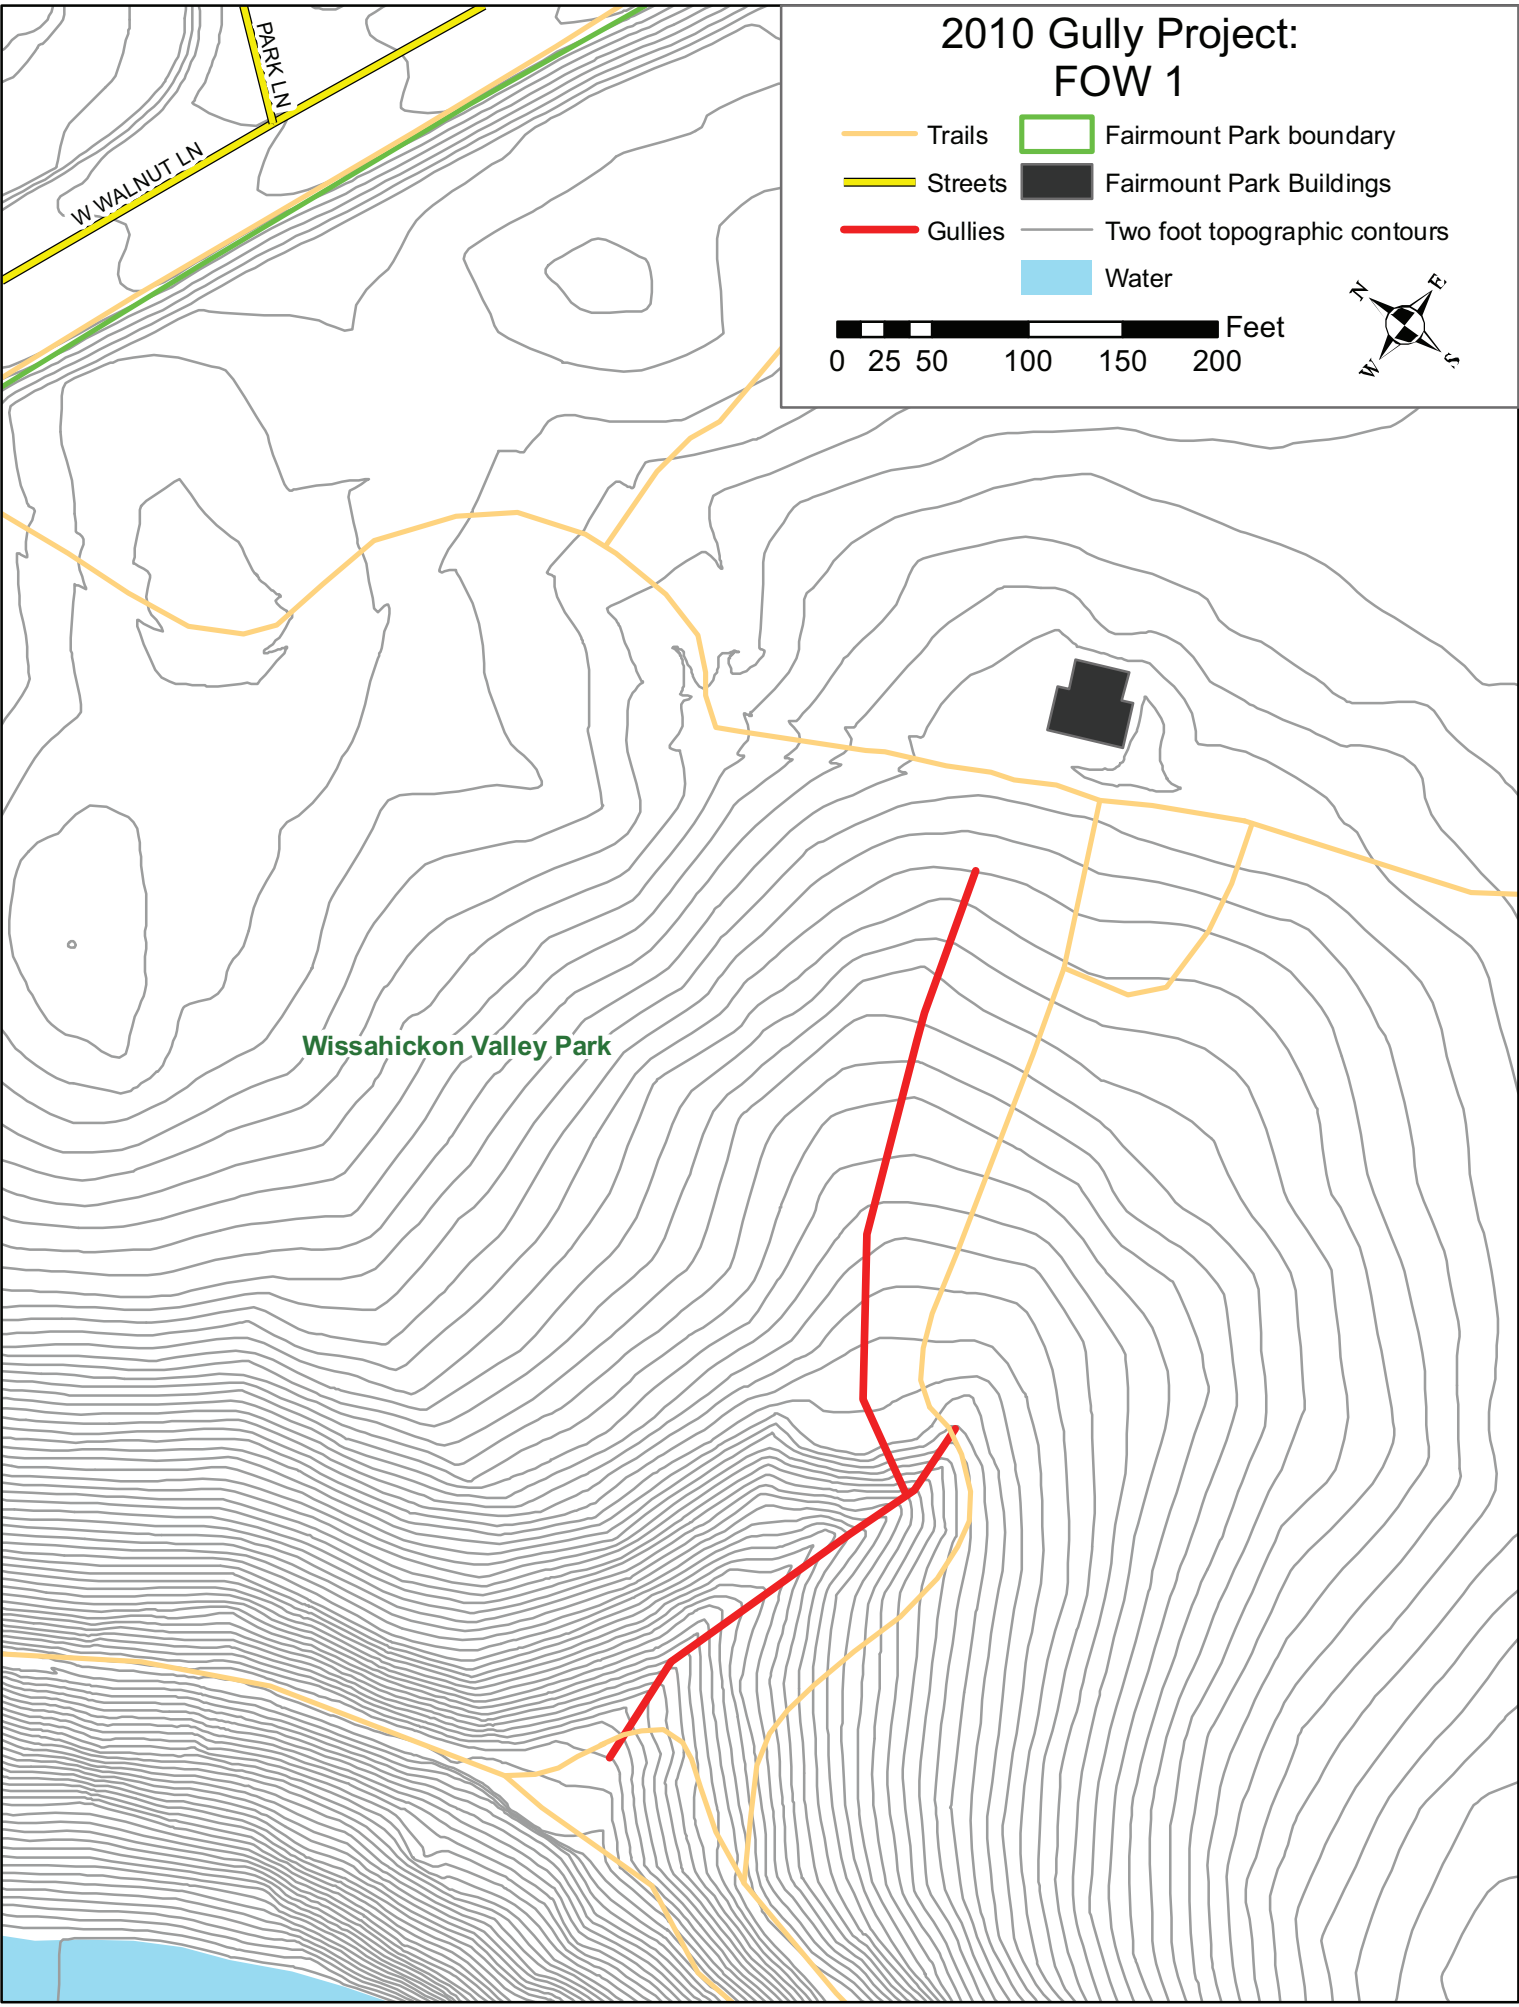 2010 Gully Project:
FOW 1
Trails
Fairmount Park boundary
Streets
Fairmount Park Buildings
Gullies
Two foot topographic contours
Water
N
E
W
S
Feet
0 25 50 100 150 200
PARK LN
W WALNUT LN
Wissahickon Valley Park